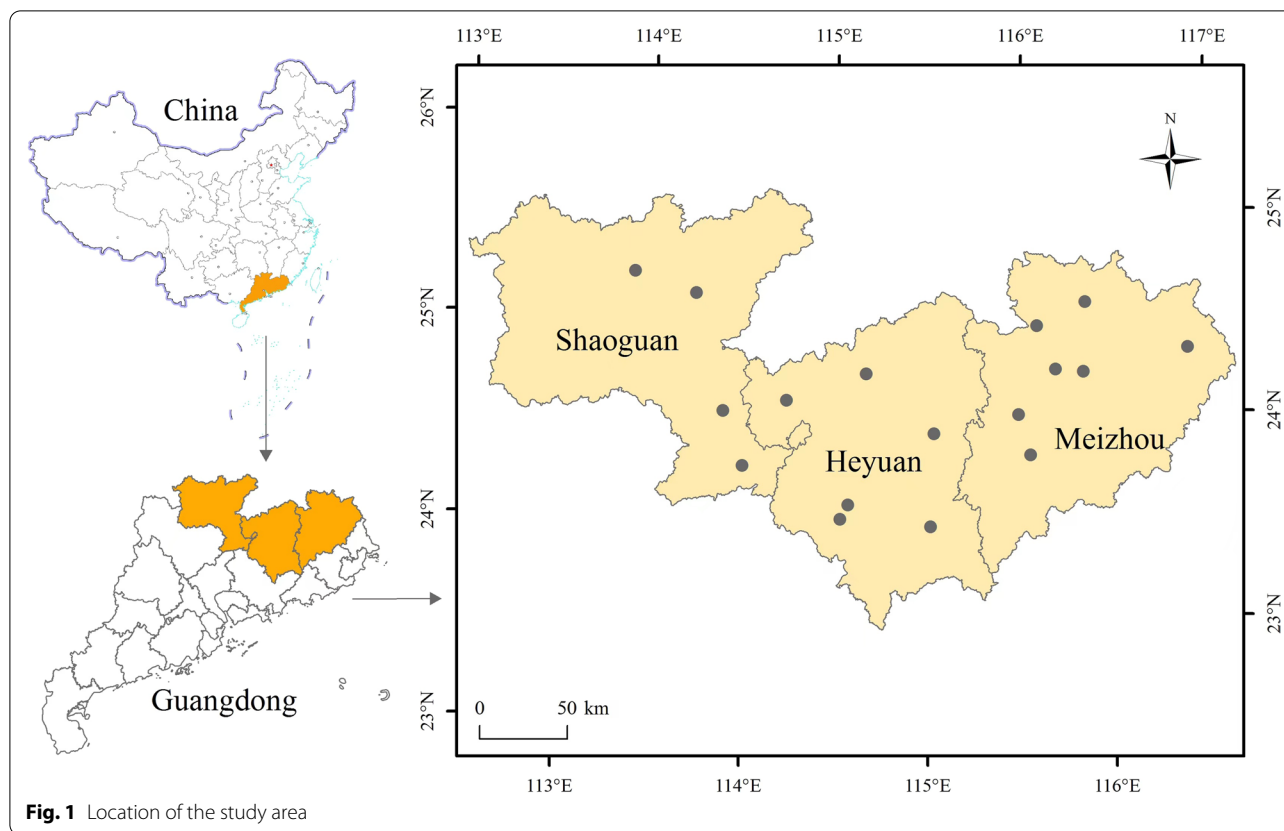 113°E 114°E 115°E 116°E 117°E
China
N
26°N
25°N
25°N
Shaoguan
24°N
Meizhou
Heyuan
24°N
23°N
Guangdong
0 50 km
23°N
113°E 114°E 115°E 116°E
Fig. 1 Location of the study area